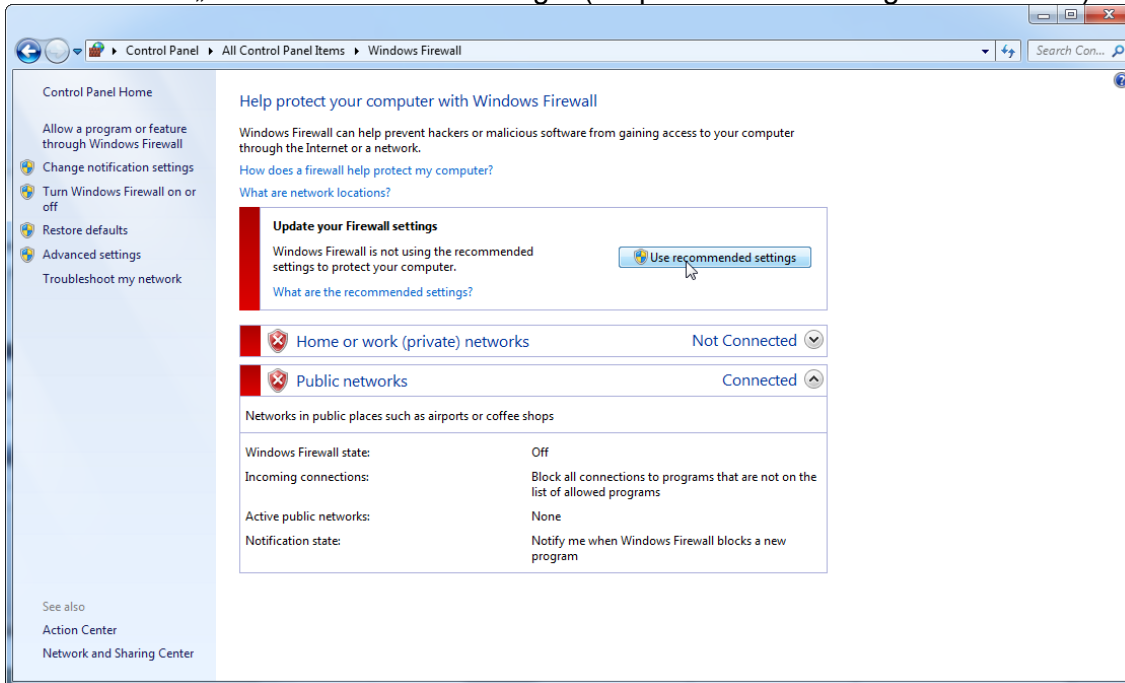 Control Panel ▸ All Control Panel Items ▸ Windows Firewall
Search Con...
Control Panel Home
Allow a program or feature
through Windows Firewall
Change notification settings
Turn Windows Firewall on or
off
Restore defaults
Advanced settings
Troubleshoot my network
See also
Action Center
Network and Sharing Center
Help protect your computer with Windows Firewall
Windows Firewall can help prevent hackers or malicious software from gaining access to your computer
through the Internet or a network.
How does a firewall help protect my computer?
What are network locations?
Update your Firewall settings
Windows Firewall is not using the recommended
settings to protect your computer.
What are the recommended settings?
Use recommended settings
Home or work (private) networks Not Connected
Public networks Connected
Networks in public places such as airports or coffee shops
Windows Firewall state: Off
Incoming connections: Block all connections to programs that are not on the
list of allowed programs
Active public networks: None
Notification state: Notify me when Windows Firewall blocks a new
program